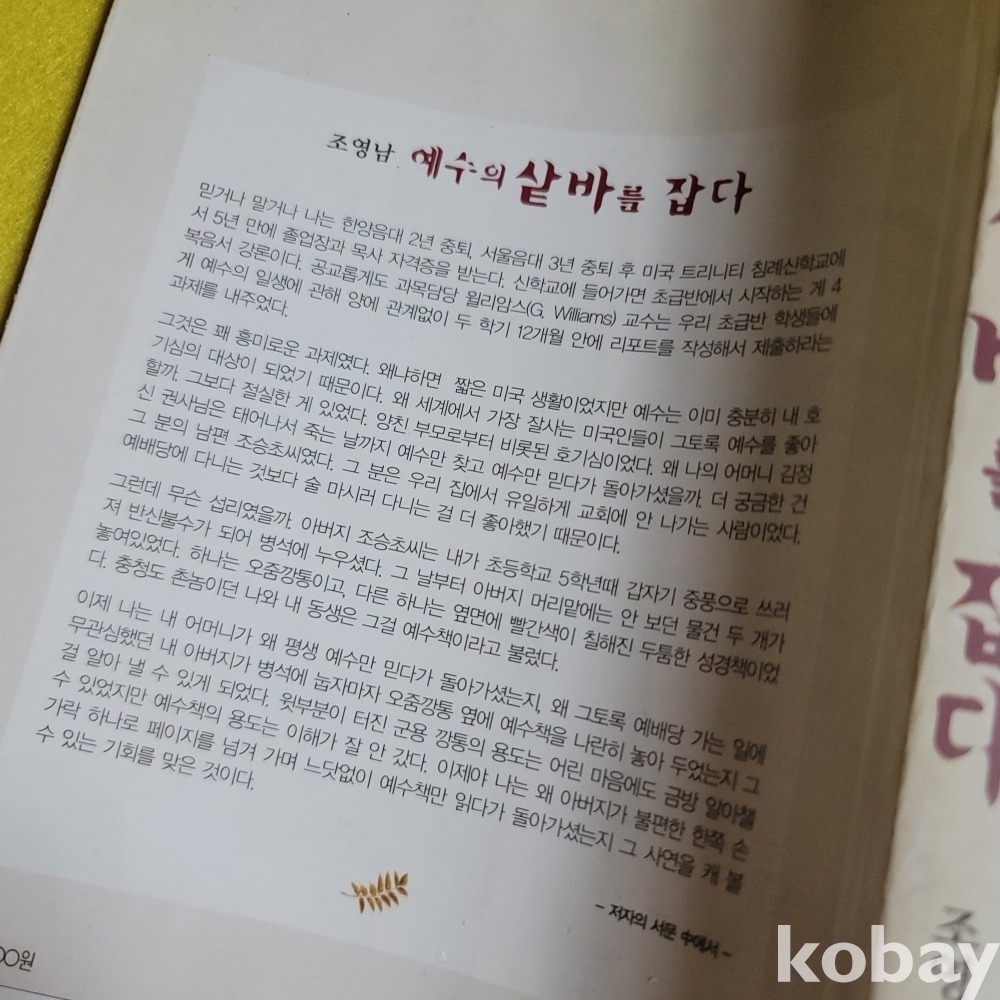 조영남 예수의 샅바를 잡다
믿거나 말거나 나는 한양음대 2년 중퇴, 서울음대 3년 중퇴 후 미국 트리니티 침례신학교에
서 5년 만에 졸업장과 목사 자격증을 받는다. 신학교에 들어가면 초급반에서 시작하는 게 4
복음서 강론이다. 공교롭게도 과목담당 윌리암스(G. Williams) 교수는 우리 초급반 학생들에
게 예수의 일생에 관해 양에 관계없이 두 학기 12개월 안에 리포트를 작성해서 제출하라는
과제를 내주었다.
그것은 꽤 흥미로운 과제였다. 왜냐하면 짧은 미국 생활이었지만 예수는 이미 충분히 내 호
기심의 대상이 되었기 때문이다. 왜 세계에서 가장 잘사는 미국인들이 그토록 예수를 좋아
할까. 그보다 절실한 게 있었다. 양친 부모로부터 비롯된 호기심이었다. 왜 나의 어머니 김정
신 권사님은 태어나서 죽는 날까지 예수만 찾고 예수만 믿다가 돌아가셨을까. 더 궁금한 건
그 분의 남편 조승초씨였다. 그 분은 우리 집에서 유일하게 교회에 안 나가는 사람이었다.
예배당에 다니는 것보다 술 마시러 다니는 걸 더 좋아했기 때문이다.
그런데 무슨 섭리였을까. 아버지 조승초씨는 내가 초등학교 5학년때 갑자기 중풍으로 쓰러
져 반신불수가 되어 병석에 누우셨다. 그 날부터 아버지 머리맡에는 안 보던 물건 두 개가
놓여있었다. 하나는 오줌깡통이고, 다른 하나는 옆면에 빨간색이 칠해진 두툼한 성경책이었
다. 충청도 촌놈이던 나와 내 동생은 그걸 예수책이라고 불렀다.
이제 나는 내 어머니가 왜 평생 예수만 믿다가 돌아가셨는지, 왜 그토록 예배당 가는 일에
무관심했던 내 아버지가 병석에 눕자마자 오줌깡통 옆에 예수책을 나란히 놓아 두었는지 그
걸 알아 낼 수 있게 되었다. 윗부분이 터진 군용 깡통의 용도는 어린 마음에도 금방 알아챌
수 있었지만 예수책의 용도는 이해가 잘 안 갔다. 이제야 나는 왜 아버지가 불편한 한쪽 손
가락 하나로 페이지를 넘겨 가며 느닷없이 예수책만 읽다가 돌아가셨는지 그 사연을 캐 볼
수 있는 기회를 맞은 것이다.
- 저자의 서문 中에서 -
00원
를 잡다
조영
kobay